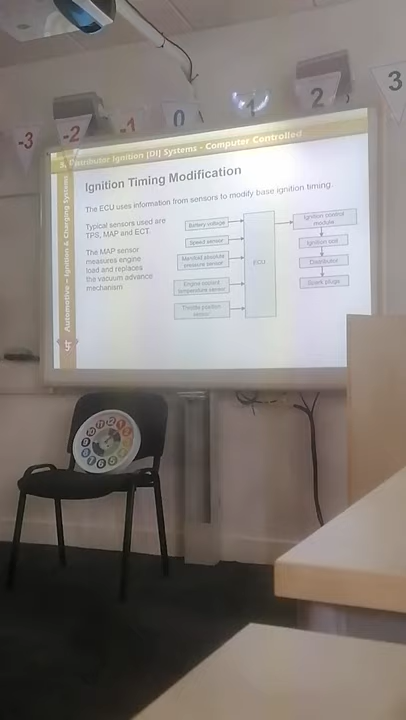 -3 -2 -1 0 1 2 3
Distributor Ignition (DI) Systems - Computer Controlled
Automotive – Ignition & Charging Systems
Ignition Timing Modification
The ECU uses information from sensors to modify base ignition timing.
Typical sensors used are
TPS, MAP and ECT.
The MAP sensor
measures engine
load and replaces
the vacuum advance
mechanism
Battery voltage
Speed sensor
Manifold absolute
pressure sensor
Engine coolant
temperature sensor
Throttle position
sensor
ECU
Ignition control
module
Ignition coil
Distributor
Spark plugs